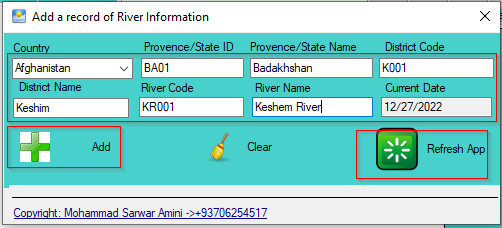 Add a record of River Information
Country Provence/State ID Provence/State Name District Code
Afghanistan BA01 Badakhshan K001
District Name River Code River Name Current Date
Keshim KR001 Keshem River 12/27/2022
Add Clear Refresh App
Copyright: Mohammad Sarwar Amini ->+93706254517